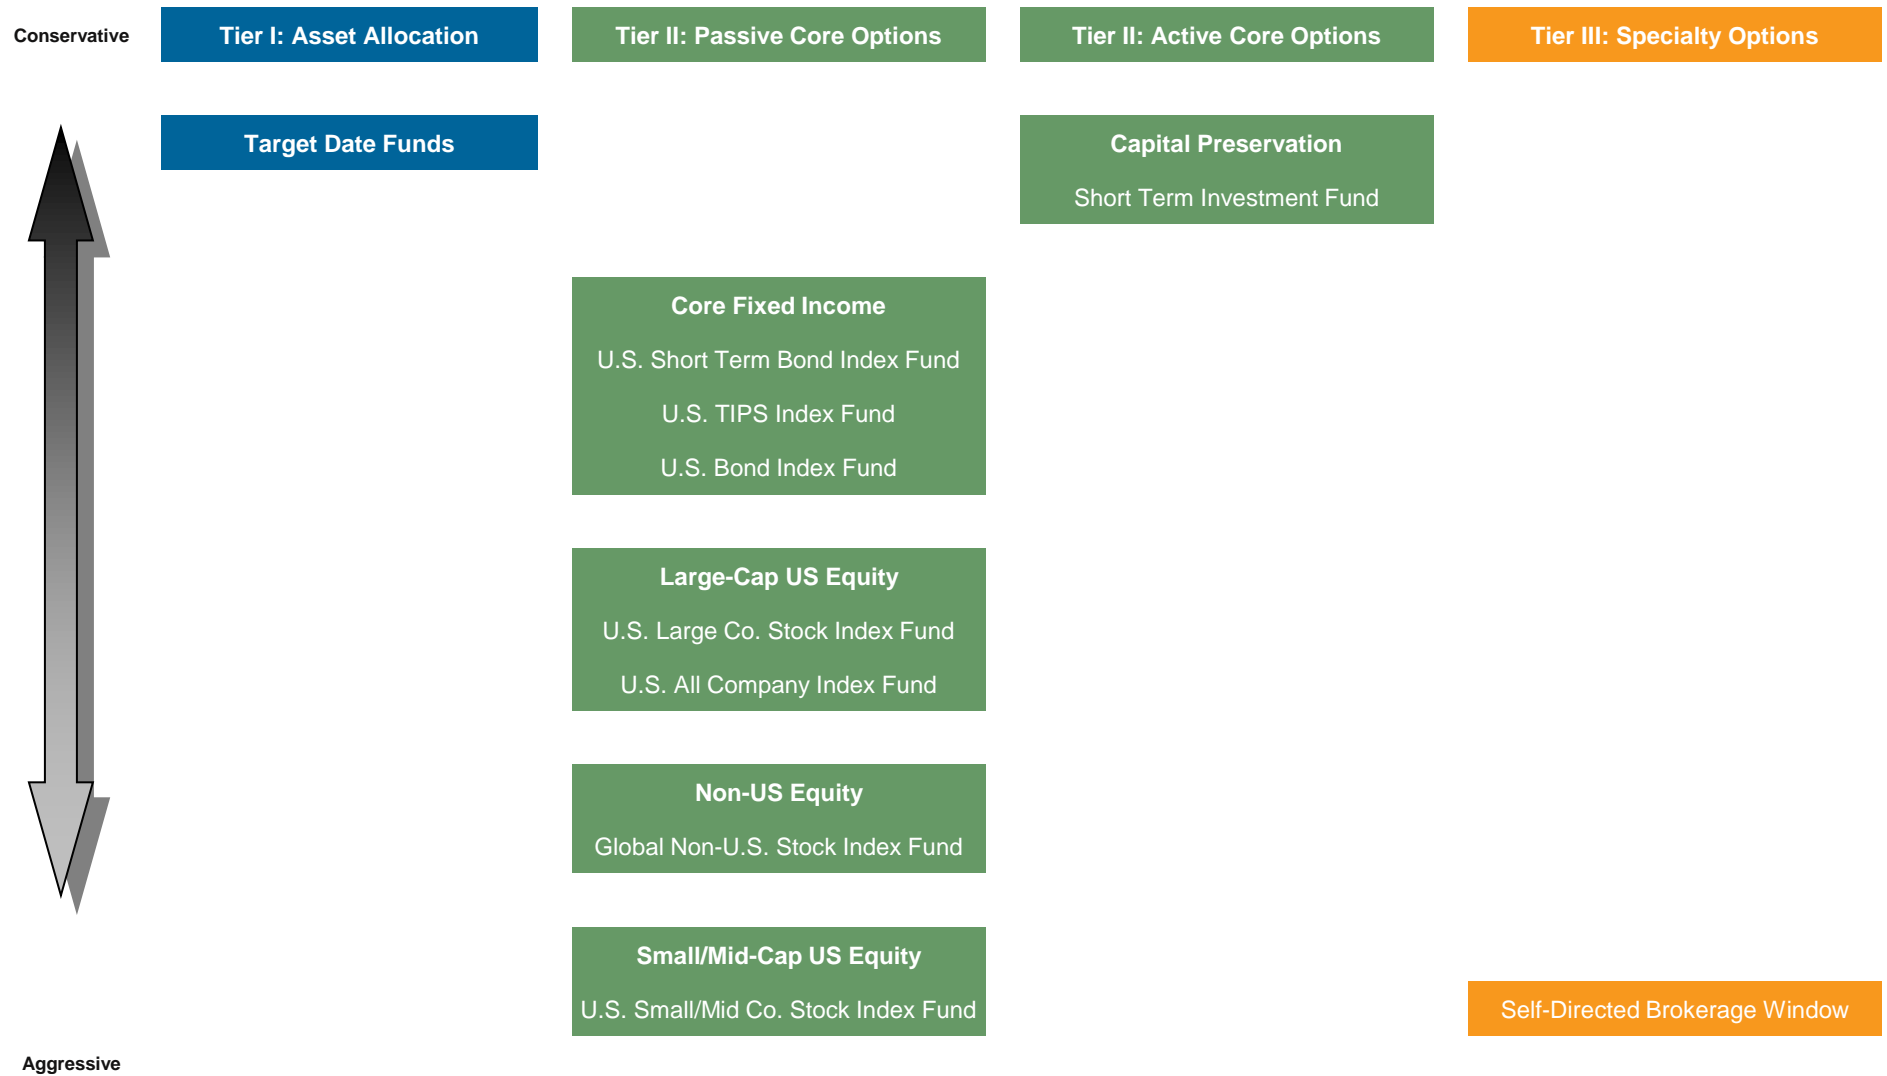 Conservative
Tier I: Asset Allocation
Tier II: Passive Core Options
Tier II: Active Core Options
Tier III: Specialty Options
Target Date Funds
Capital Preservation
Short Term Investment Fund
Core Fixed Income
U.S. Short Term Bond Index Fund
U.S. TIPS Index Fund
U.S. Bond Index Fund
Large-Cap US Equity
U.S. Large Co. Stock Index Fund
U.S. All Company Index Fund
Non-US Equity
Global Non-U.S. Stock Index Fund
Small/Mid-Cap US Equity
U.S. Small/Mid Co. Stock Index Fund
Self-Directed Brokerage Window
Aggressive